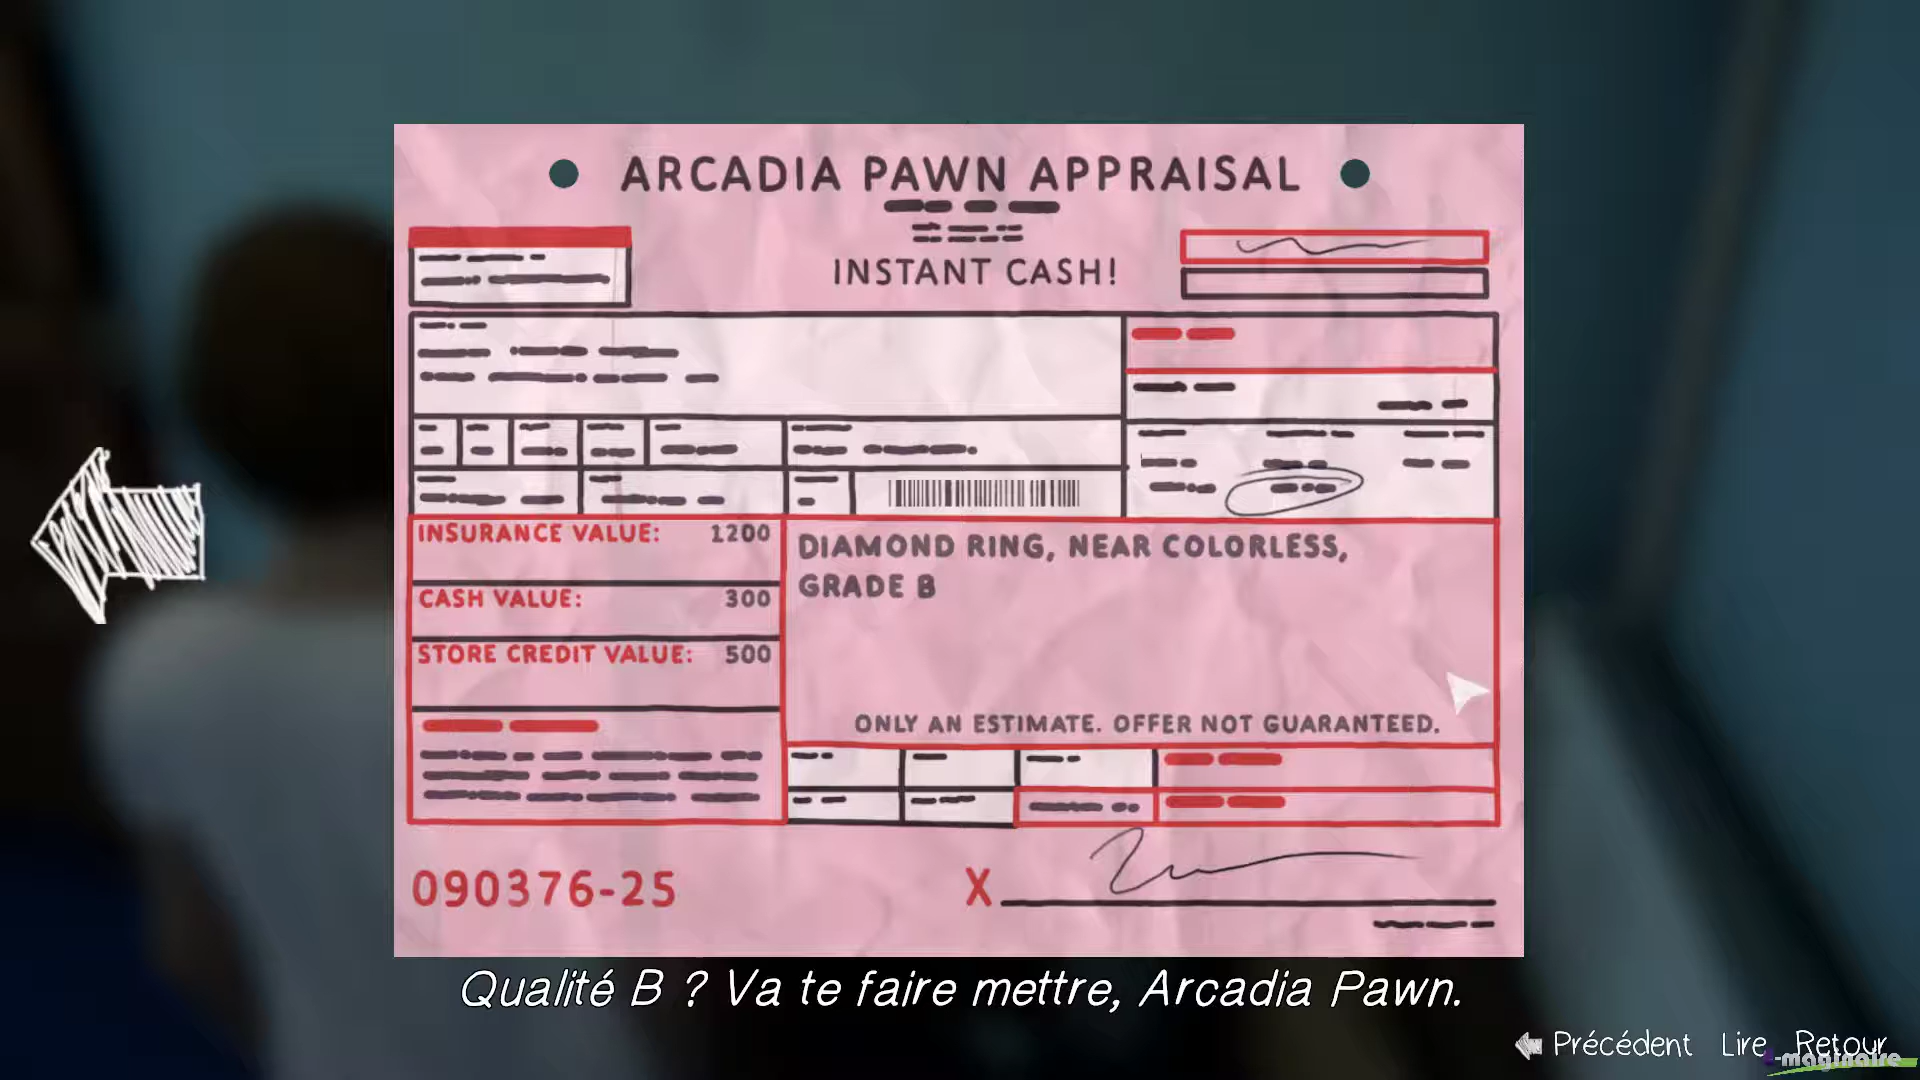 ARCADIA PAWN APPRAISAL
INSTANT CASH!
INSURANCE VALUE: 1200
CASH VALUE: 300
STORE CREDIT VALUE: 500
DIAMOND RING, NEAR COLORLESS,
GRADE B
ONLY AN ESTIMATE. OFFER NOT GUARANTEED.
090376-25
X
Qualité B ? Va te faire mettre, Arcadia Pawn.
Précédent Lire Retour
-maginaire